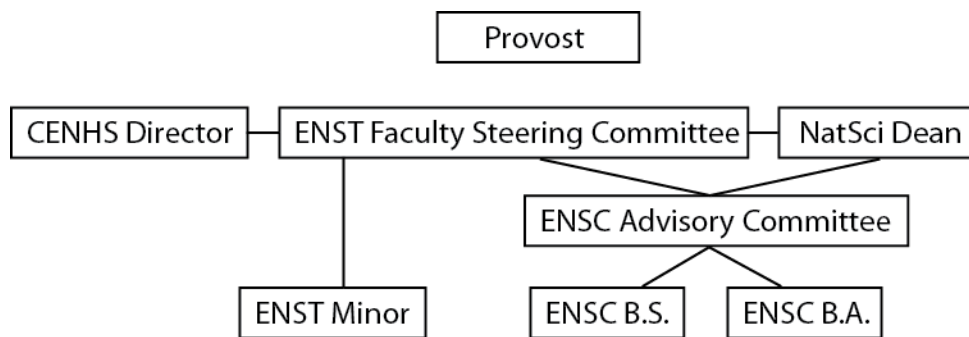 Provost
CENHS Director
ENST Faculty Steering Committee
NatSci Dean
ENSC Advisory Committee
ENST Minor
ENSC B.S.
ENSC B.A.